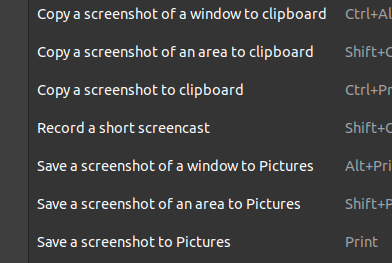 Copy a screenshot of a window to clipboard Ctrl+Al
Copy a screenshot of an area to clipboard Shift+C
Copy a screenshot to clipboard Ctrl+Pr
Record a short screencast Shift+C
Save a screenshot of a window to Pictures Alt+Pri
Save a screenshot of an area to Pictures Shift+P
Save a screenshot to Pictures Print